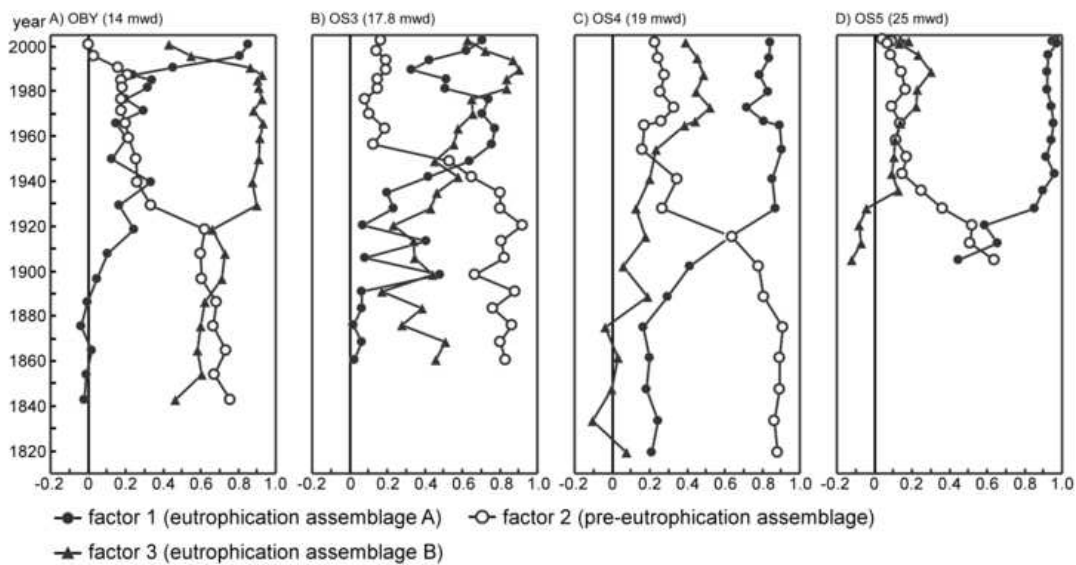 year A) OBY (14 mwd) B) OS3 (17.8 mwd) C) OS4 (19 mwd) D) OS5 (25 mwd)
2000
1980
1960
1940
1920
1900
1880
1860
1840
1820
-0.2 0 0.2 0.4 0.6 0.8 1.0 -0.2 0 0.2 0.4 0.6 0.8 1.0 -0.2 0 0.2 0.4 0.6 0.8 1.0 -0.2 0 0.2 0.4 0.6 0.8 1.0
factor 1 (eutrophication assemblage A) factor 2 (pre-eutrophication assemblage)
factor 3 (eutrophication assemblage B)